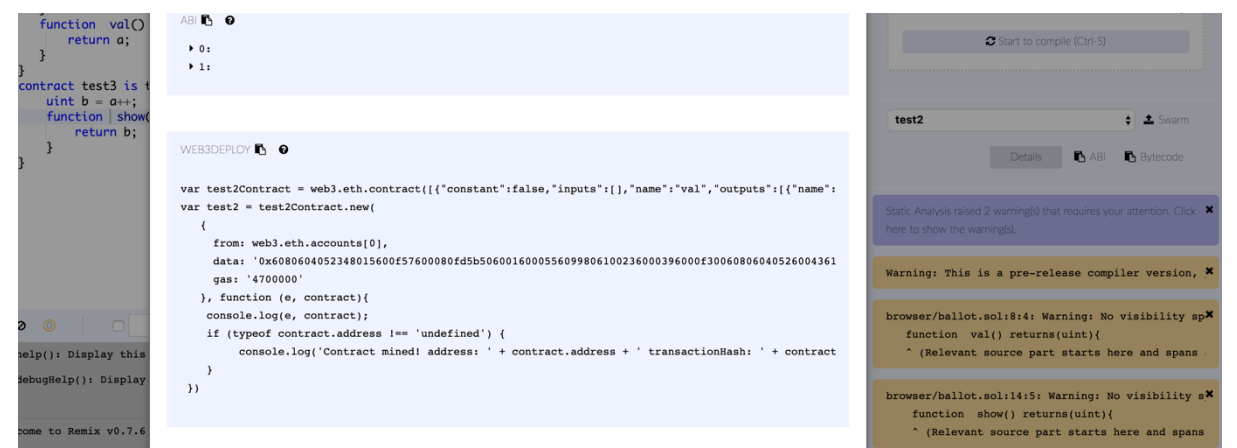 function val()
return a;
}
}
contract test3 is t
uint b = a++;
function show(
return b;
}
}
help(): Display this
debugHelp(): Display
come to Remix v0.7.6
ABI
0:
1:
WEB3DEPLOY
var test2Contract = web3.eth.contract([{"constant":false,"inputs":[],"name":"val","outputs":[{"name":
var test2 = test2Contract.new(
{
from: web3.eth.accounts[0],
data: '0x6080604052348015600f57600080fd5b506001600055609980610023600039600​0f30060806040526004361
gas: '4700000'
}, function (e, contract){
console.log(e, contract);
if (typeof contract.address !== 'undefined') {
console.log('Contract mined! address: ' + contract.address + ' transactionHash: ' + contract
}
})
Start to compile (Ctrl-S)
test2
Swarm
Details
ABI
Bytecode
Static Analysis raised 2 warning(s) that requires your attention. Click
here to show the warning(s).
Warning: This is a pre-release compiler version,
browser/ballot.sol:8:4: Warning: No visibility sp
function val() returns(uint){
^ (Relevant source part starts here and spans .
browser/ballot.sol:14:5: Warning: No visibility s
function show() returns(uint){
^ (Relevant source part starts here and spans